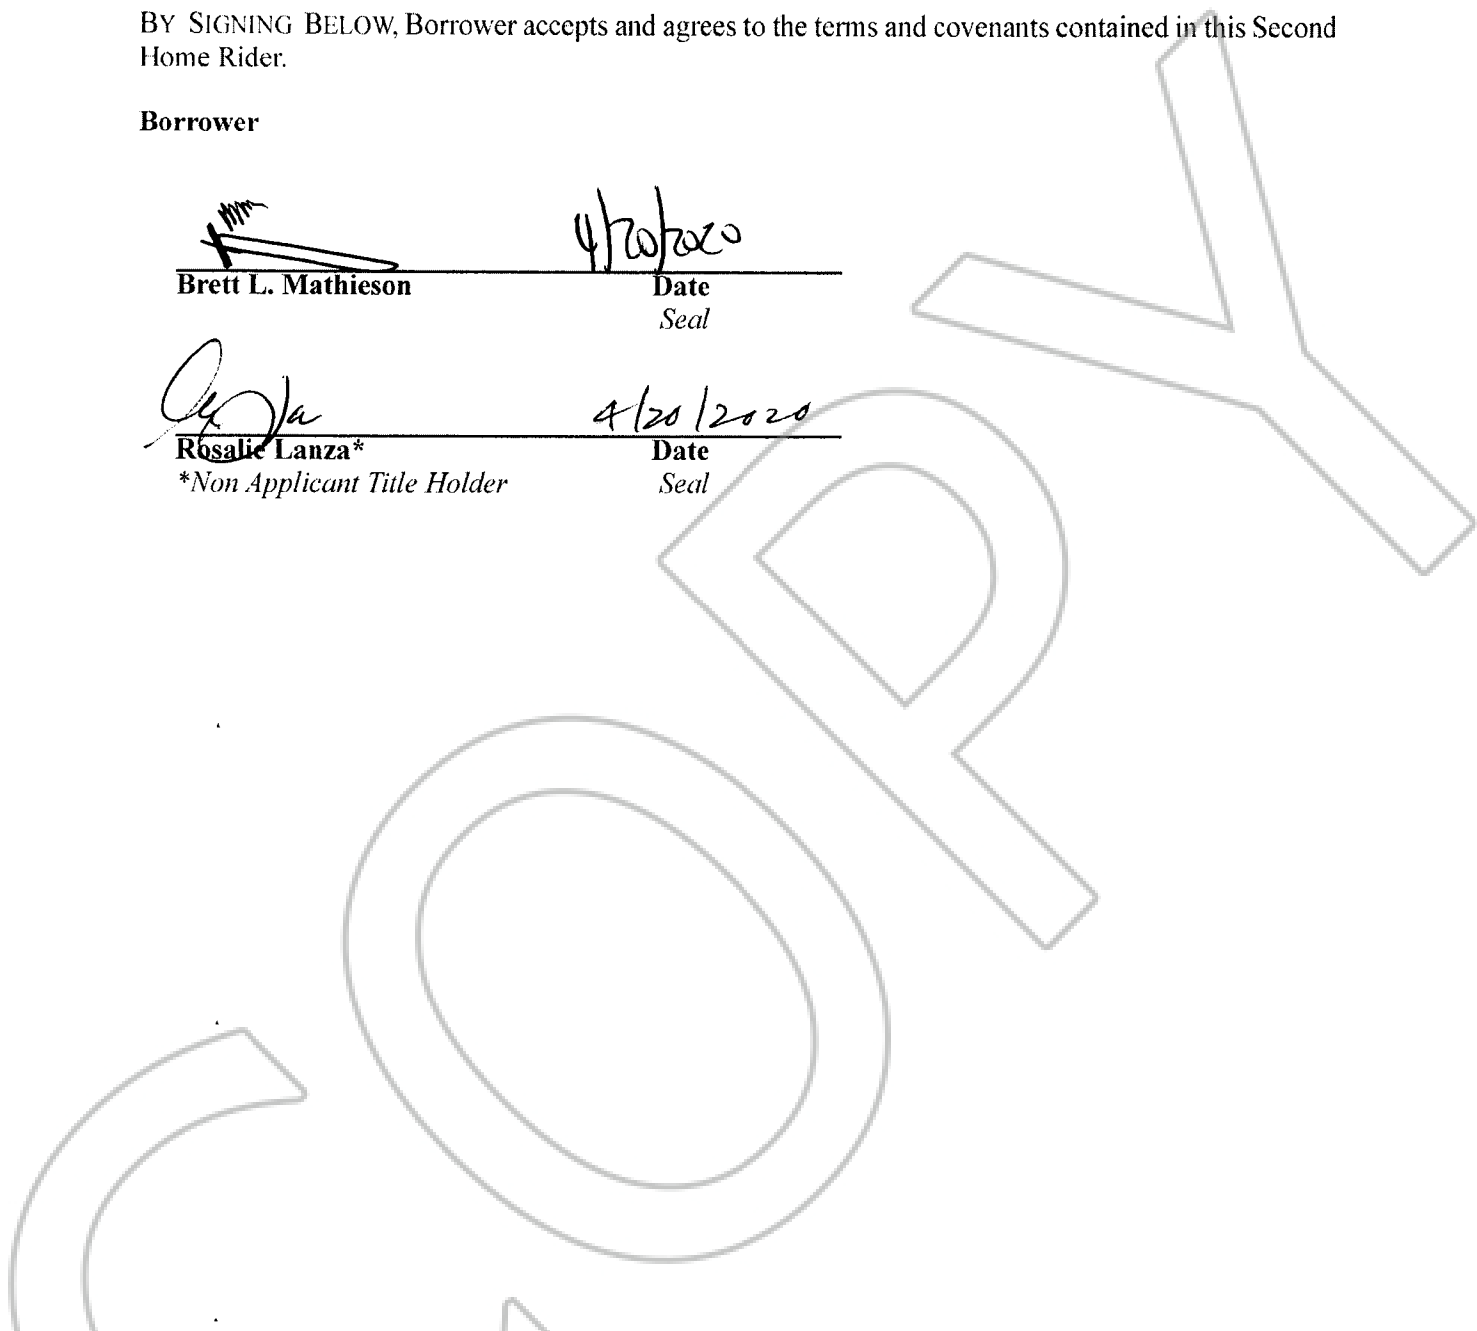 BY SIGNING BELOW, Borrower accepts and agrees to the terms and covenants contained in this Second
Home Rider.
Borrower
4/20/2020
Brett L. Mathieson Date
Seal
4/20/2020
Rosalie Lanza* Date
*Non Applicant Title Holder Seal
COPY